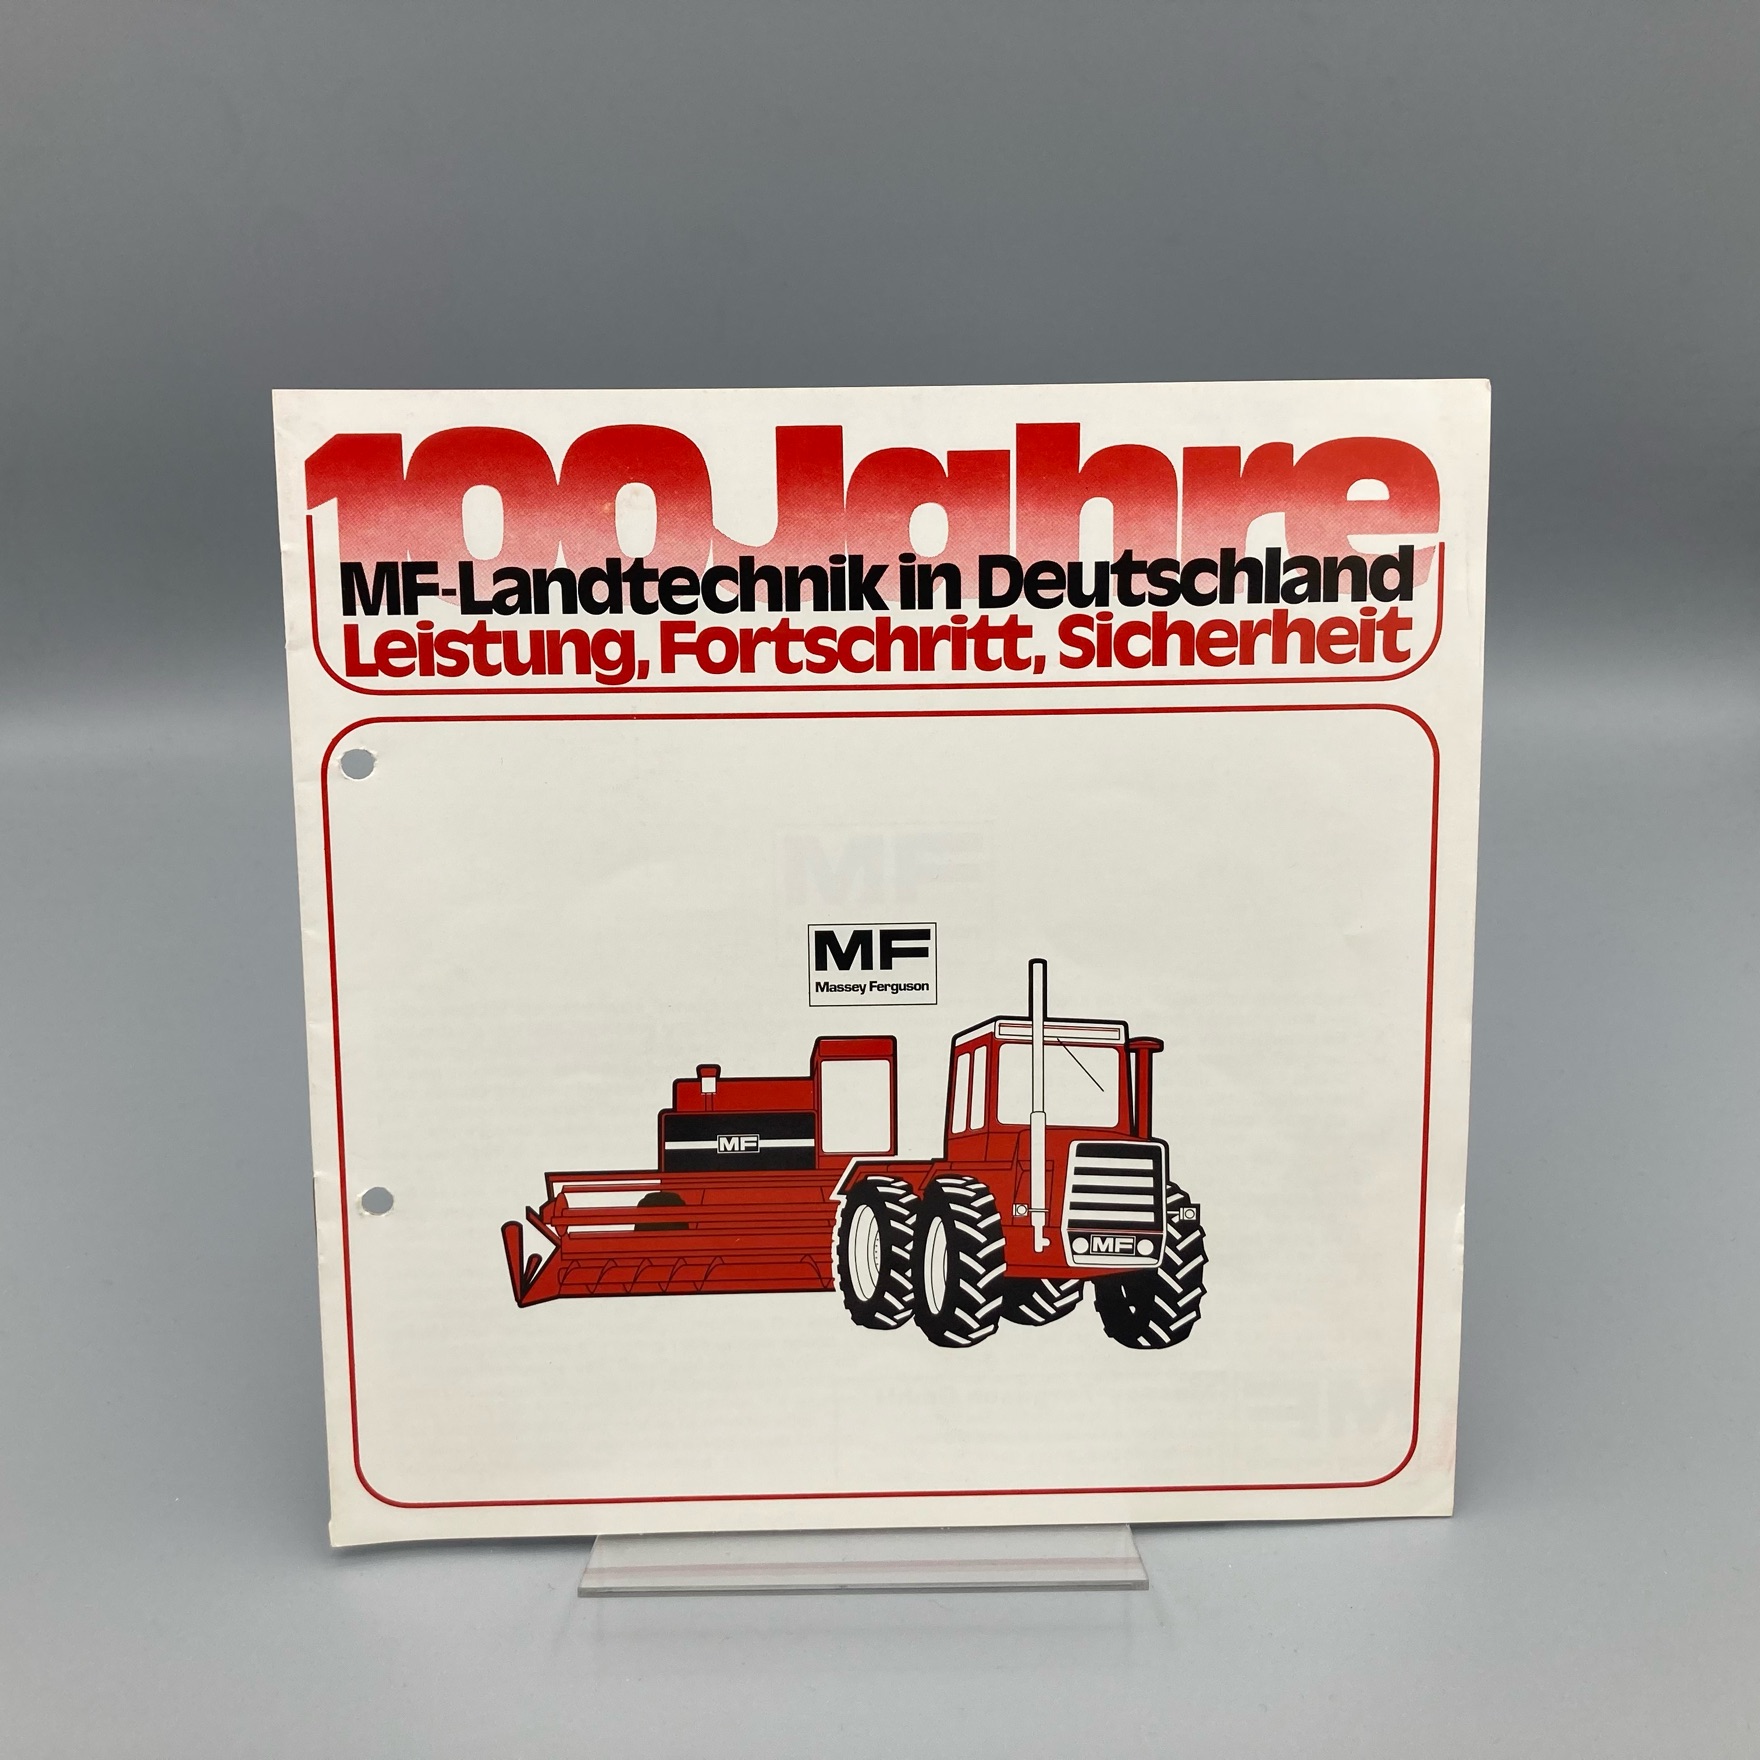 100 Jahre
MF-Landtechnik in Deutschland
Leistung, Fortschritt, Sicherheit
MF
Massey Ferguson
MF
MF